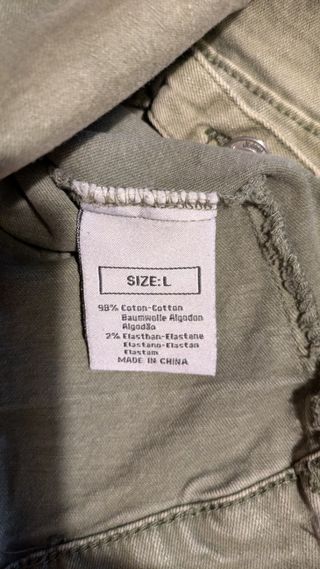 SIZE: L
98% Coton-Cotton
Baumwolle Algodon
Algodão
2% Elasthan-Elastane
Elastano-Elastan
Elastam
MADE IN CHINA